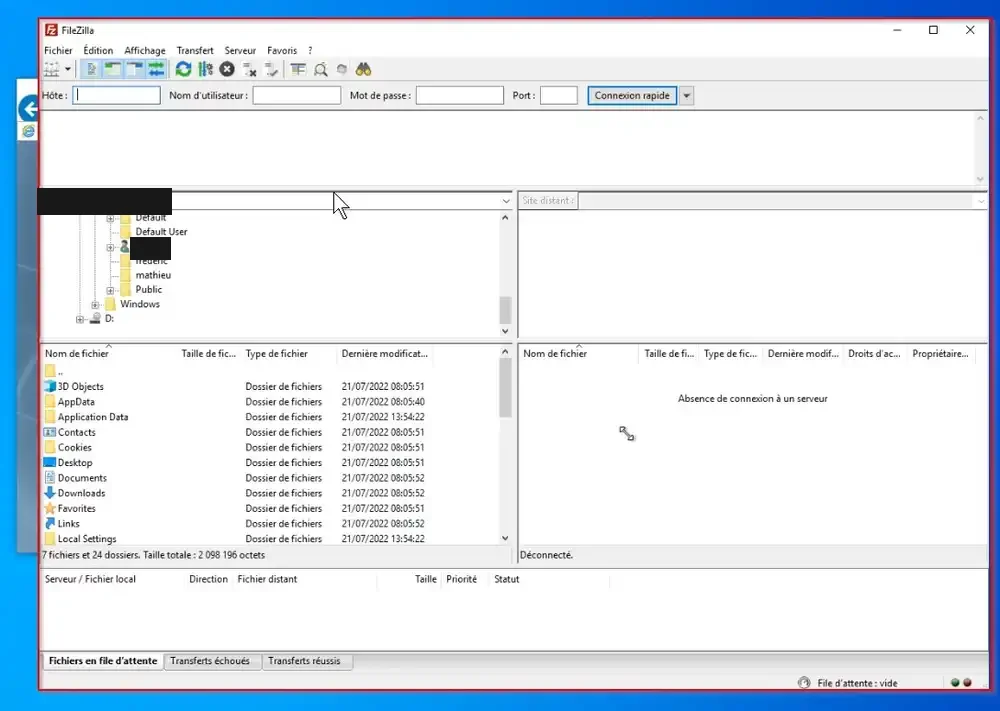 FileZilla
Fichier Édition Affichage Transfert Serveur Favoris ?
Hôte : Nom d'utilisateur : Mot de passe : Port : Connexion rapide
Site distant :
Default
Default User
frederic
mathieu
Public
Windows
D:
Nom de fichier Taille de fic... Type de fichier Dernière modificat...
..
3D Objects Dossier de fichiers 21/07/2022 08:05:51
AppData Dossier de fichiers 21/07/2022 08:05:40
Application Data Dossier de fichiers 21/07/2022 13:54:22
Contacts Dossier de fichiers 21/07/2022 08:05:51
Cookies Dossier de fichiers 21/07/2022 08:05:51
Desktop Dossier de fichiers 21/07/2022 08:05:51
Documents Dossier de fichiers 21/07/2022 08:05:52
Downloads Dossier de fichiers 21/07/2022 08:05:52
Favorites Dossier de fichiers 21/07/2022 08:05:51
Links Dossier de fichiers 21/07/2022 08:05:52
Local Settings Dossier de fichiers 21/07/2022 13:54:22
7 fichiers et 24 dossiers. Taille totale : 2 098 196 octets
Nom de fichier Taille de fi... Type de fic... Dernière modif... Droits d'ac... Propriétaire...
Absence de connexion à un serveur
Déconnecté.
Serveur / Fichier local Direction Fichier distant Taille Priorité Statut
Fichiers en file d'attente Transferts échoués Transferts réussis
File d'attente : vide